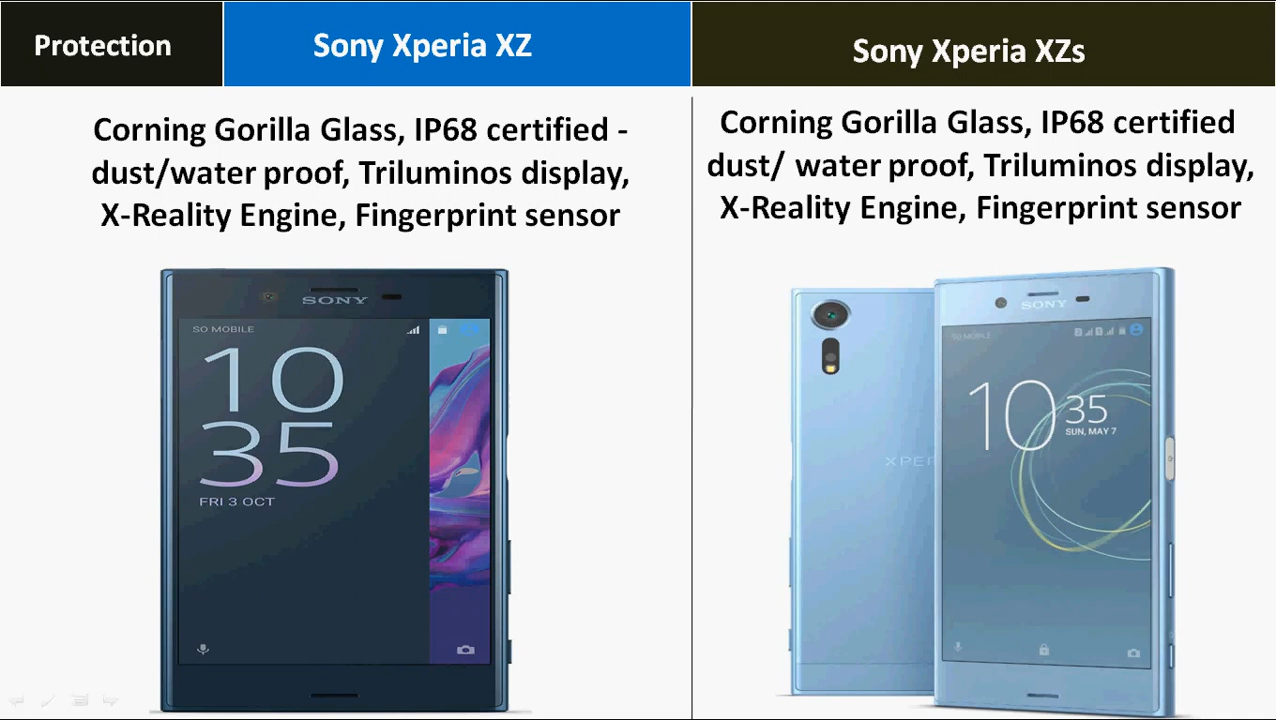 Protection
Sony Xperia XZ
Sony Xperia XZs
Corning Gorilla Glass, IP68 certified -
dust/water proof, Triluminos display,
X-Reality Engine, Fingerprint sensor
Corning Gorilla Glass, IP68 certified
dust/ water proof, Triluminos display,
X-Reality Engine, Fingerprint sensor
SONY
SO MOBILE
10
35
FRI 3 OCT
XPER
SONY
SO MOBILE
10 35
SUN, MAY 7